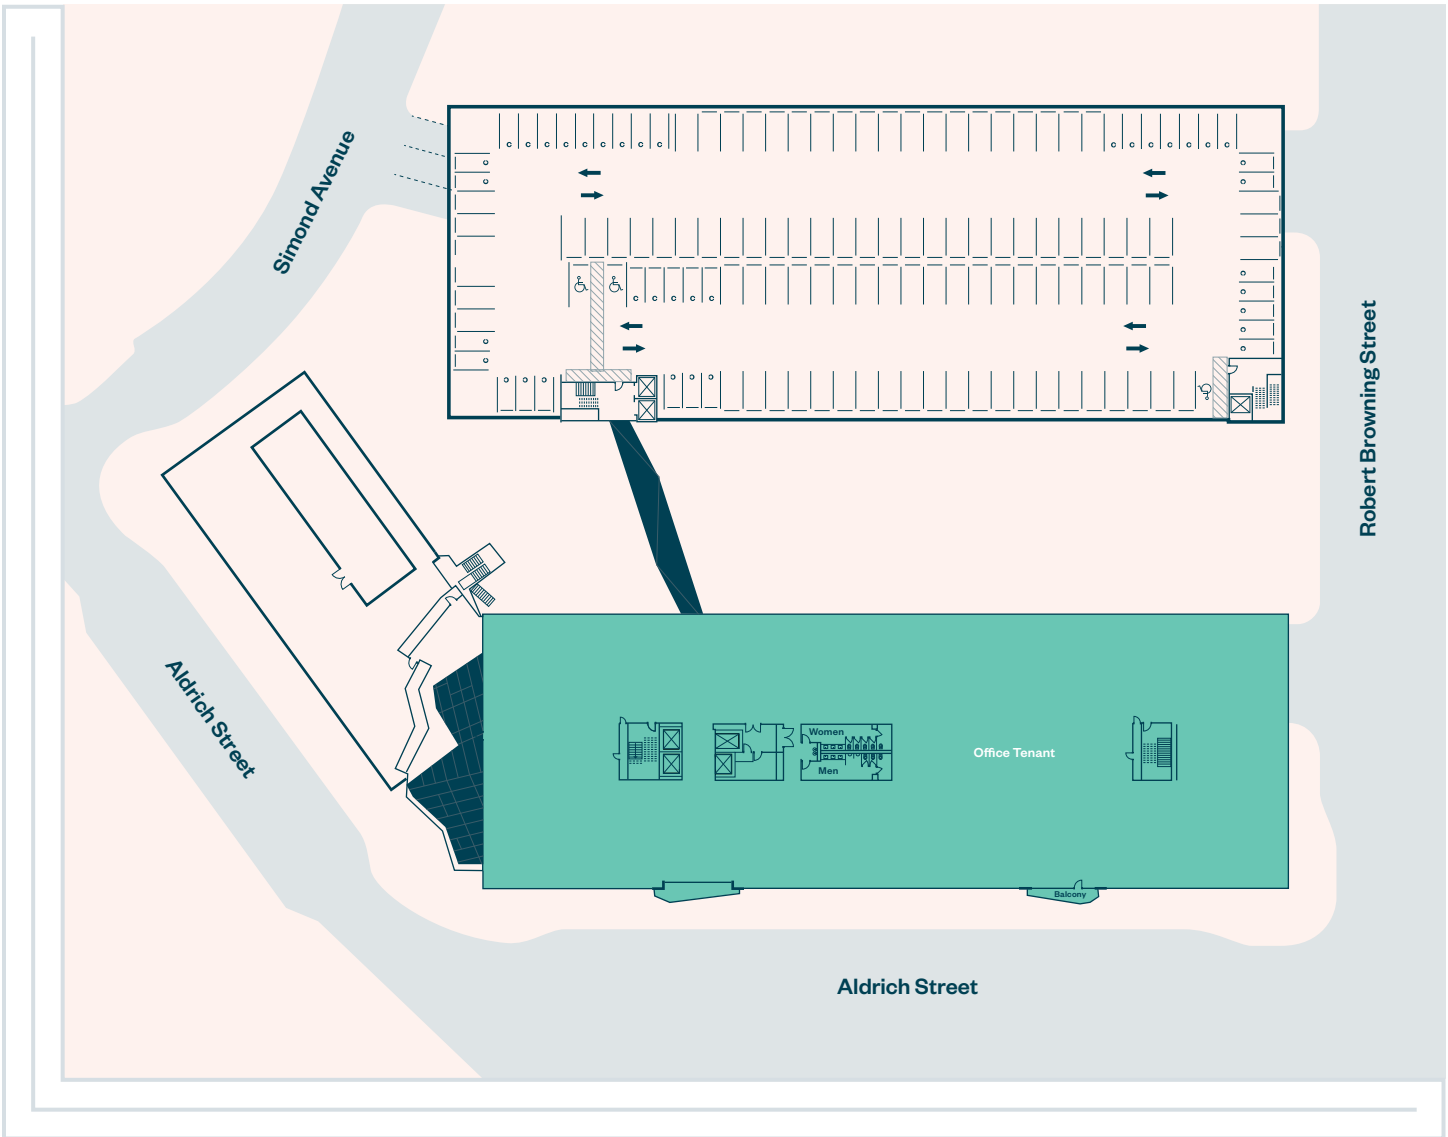 Simond Avenue
Robert Browning Street
Aldrich Street
Women
Office Tenant
Men
Balcony
Aldrich Street